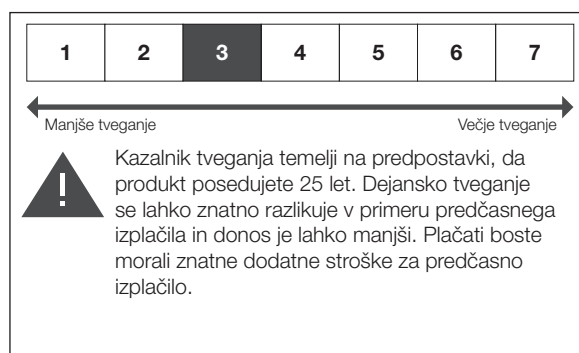 1 2 3 4 5 6 7
Manjše tveganje Večje tveganje
Kazalnik tveganja temelji na predpostavki, da
produkt posedujete 25 let. Dejansko tveganje
se lahko znatno razlikuje v primeru predčasnega
izplačila in donos je lahko manjši. Plačati boste
morali znatne dodatne stroške za predčasno
izplačilo.